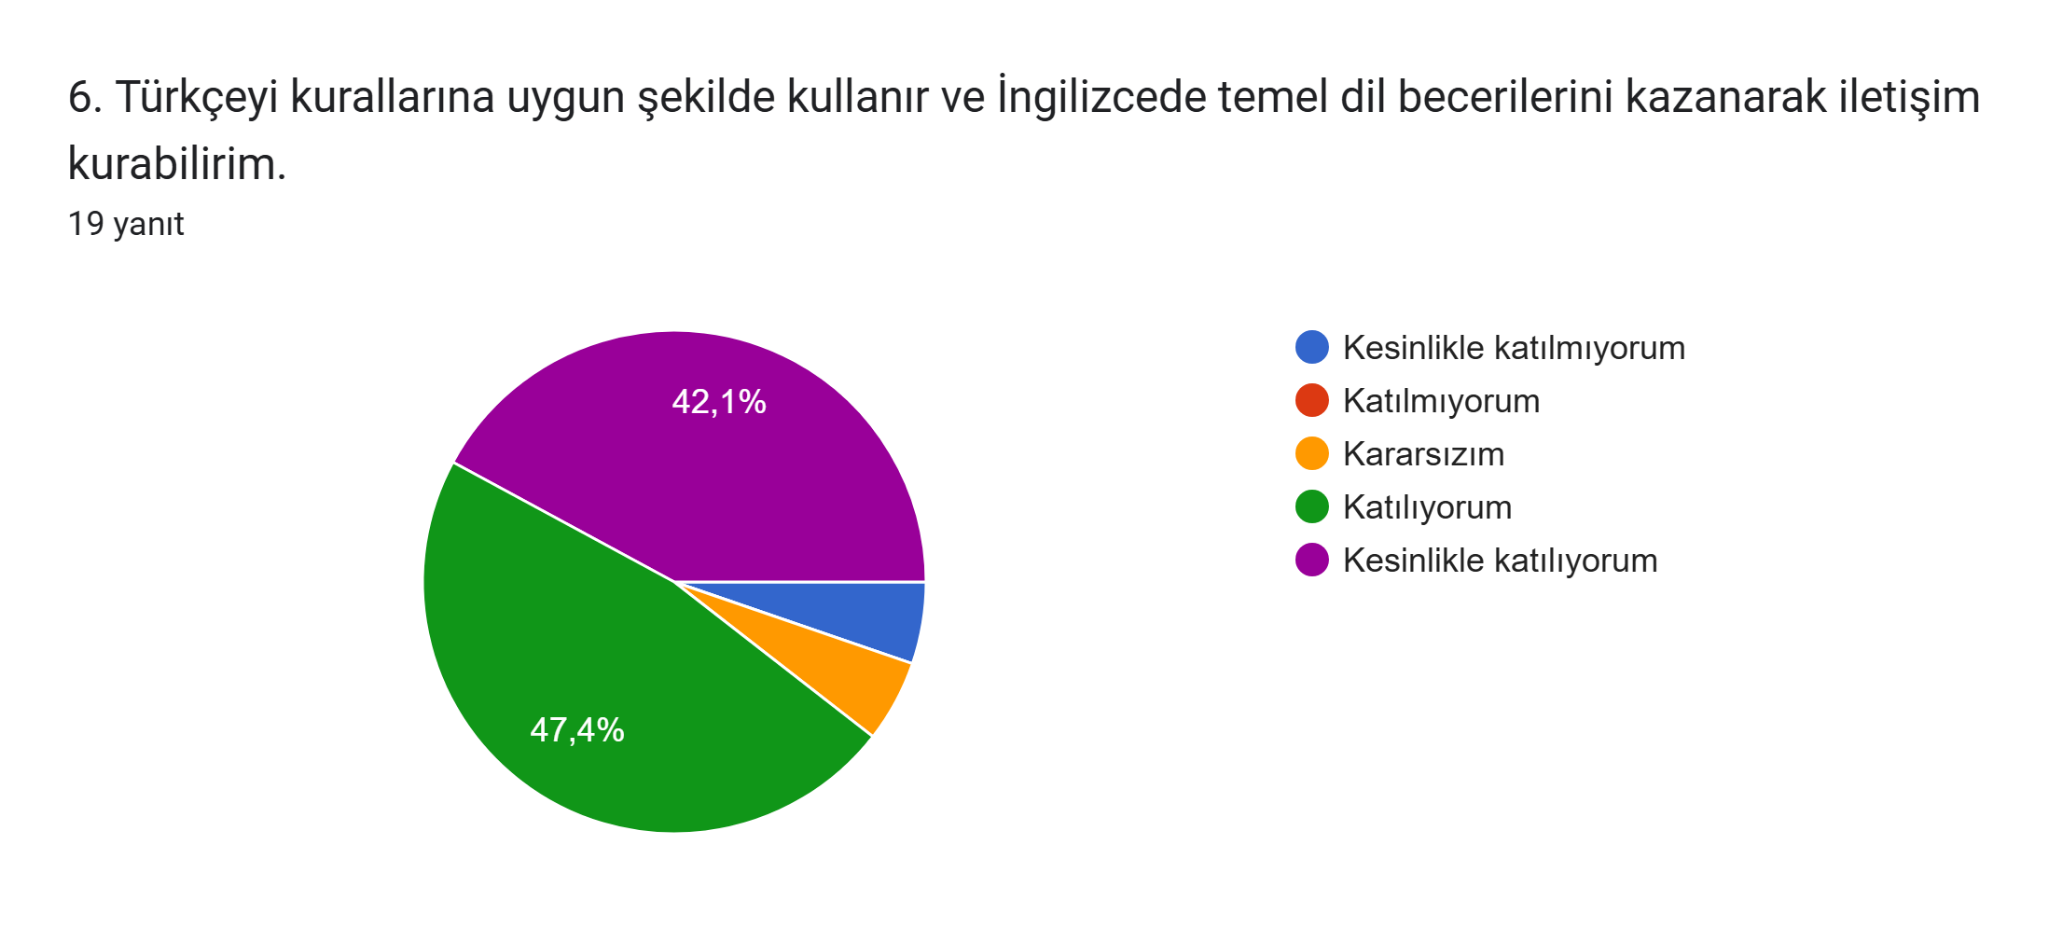 6. Türkçeyi kurallarına uygun şekilde kullanır ve İngilizcede temel dil becerilerini kazanarak iletişim
kurabilirim.
19 yanıt
42,1%
47,4%
Kesinlikle katılmıyorum
Katılmıyorum
Kararsızım
Katılıyorum
Kesinlikle katılıyorum